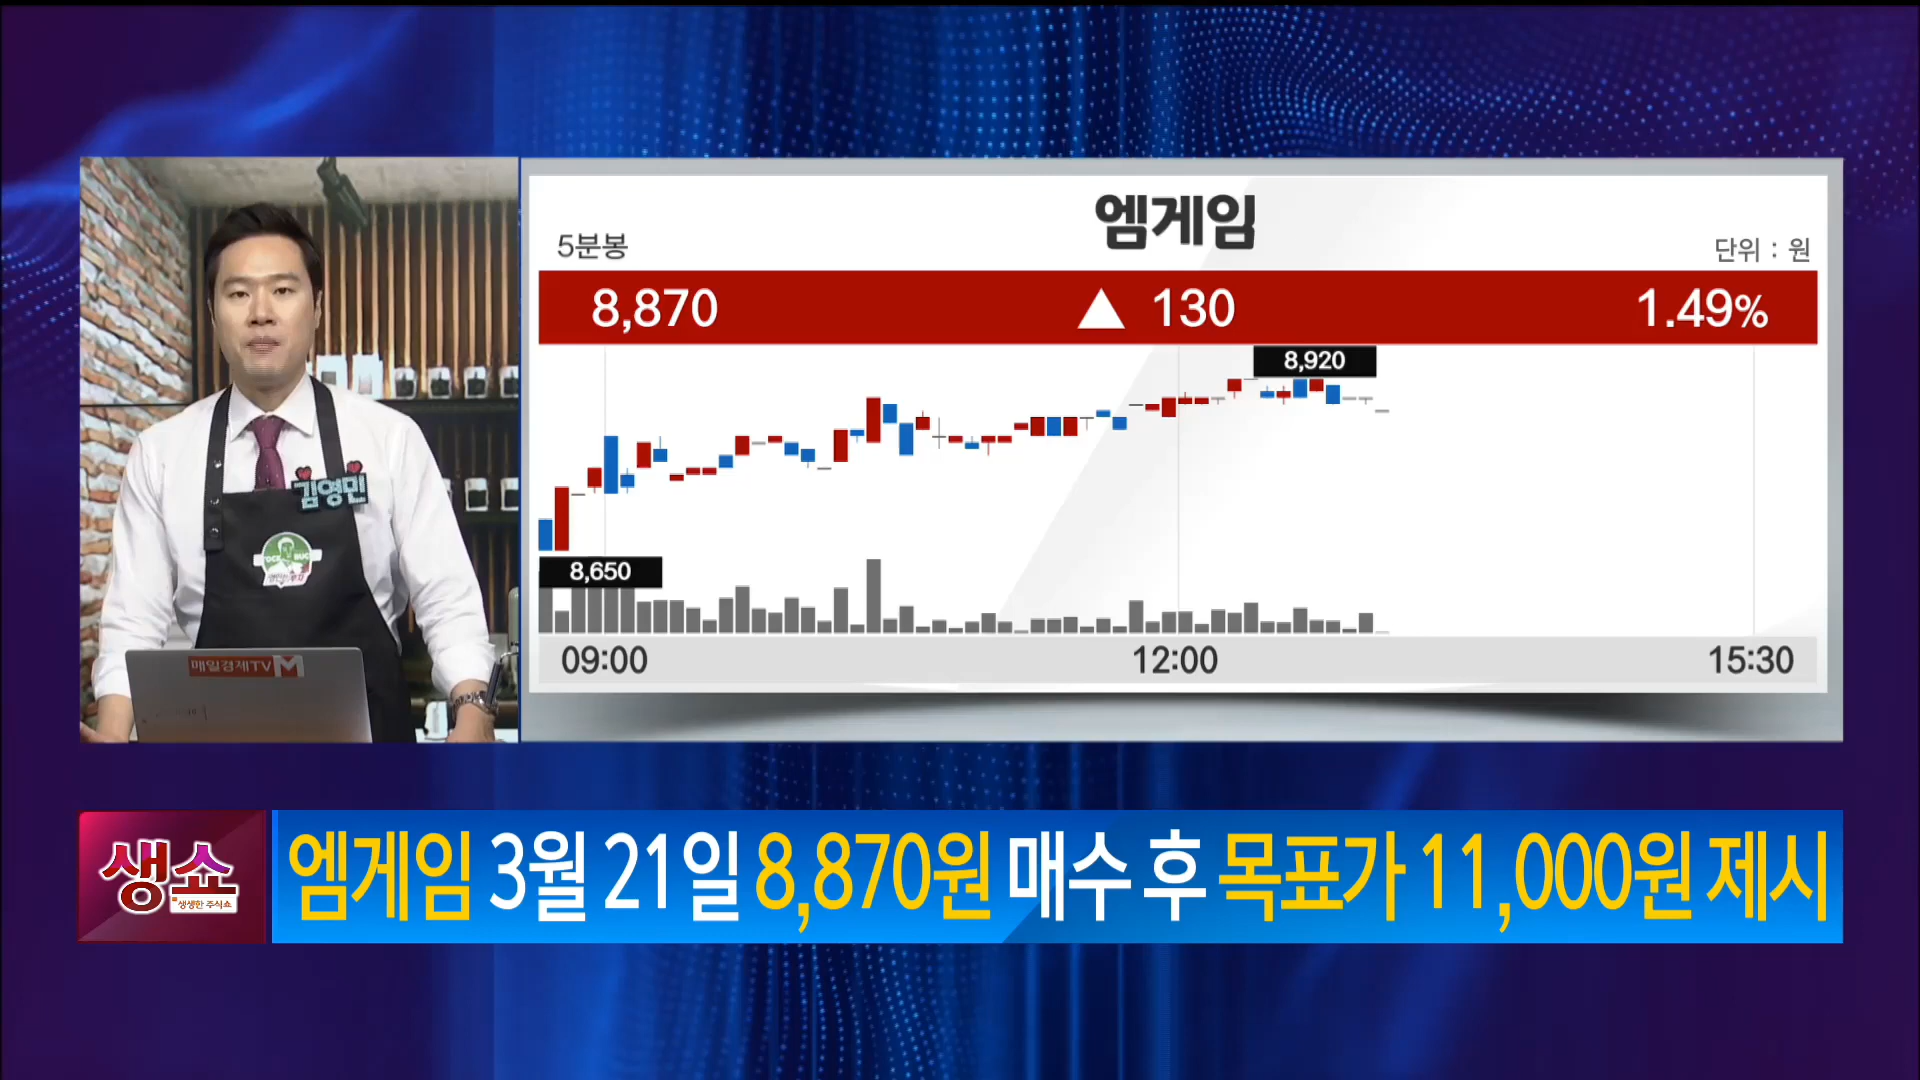 엠게임
5분봉
단위 : 원
8,870 ▲ 130 1.49%
8,920
8,650
09:00 12:00 15:30
김영민
매일경제TV M
생쇼
생생한 주식쇼
엠게임 3월 21일 8,870원 매수 후 목표가 11,000원 제시